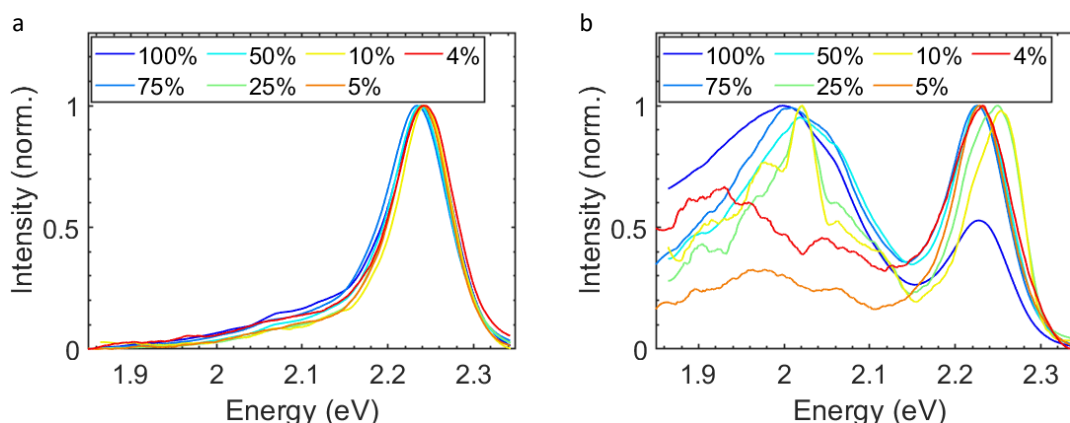 a
100% 50% 10% 4%
75% 25% 5%
Intensity (norm.)
1
0.5
0
1.9 2 2.1 2.2 2.3
Energy (eV)
b
100% 50% 10% 4%
75% 25% 5%
Intensity (norm.)
1
0.5
0
1.9 2 2.1 2.2 2.3
Energy (eV)